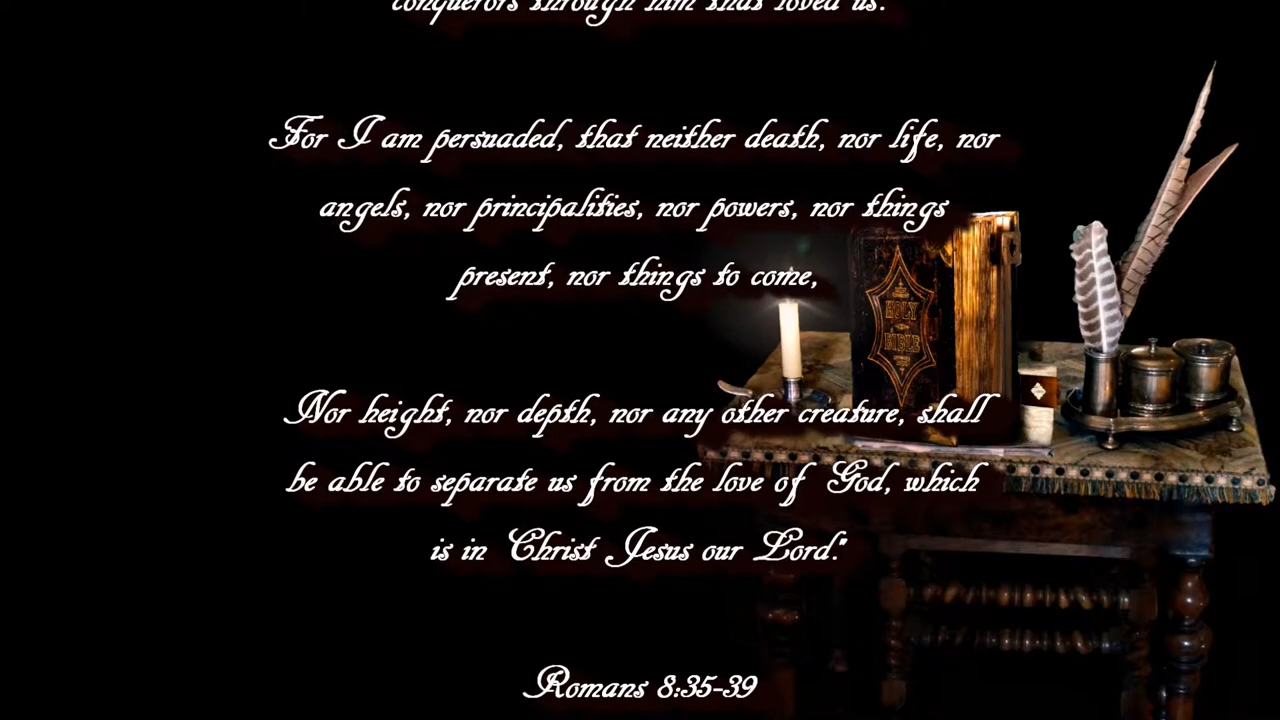 conquerors through him that loved us.
For I am persuaded, that neither death, nor life, nor
angels, nor principalities, nor powers, nor things
present, nor things to come,
HOLY
BIBLE
Nor height, nor depth, nor any other creature, shall
be able to separate us from the love of God, which
is in Christ Jesus our Lord."
Romans 8:35-39